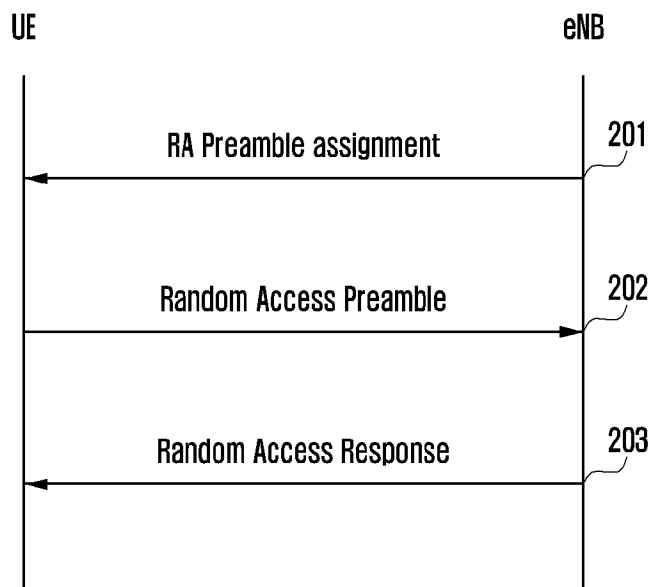 UE
eNB
RA Preamble assignment
201
Random Access Preamble
202
Random Access Response
203